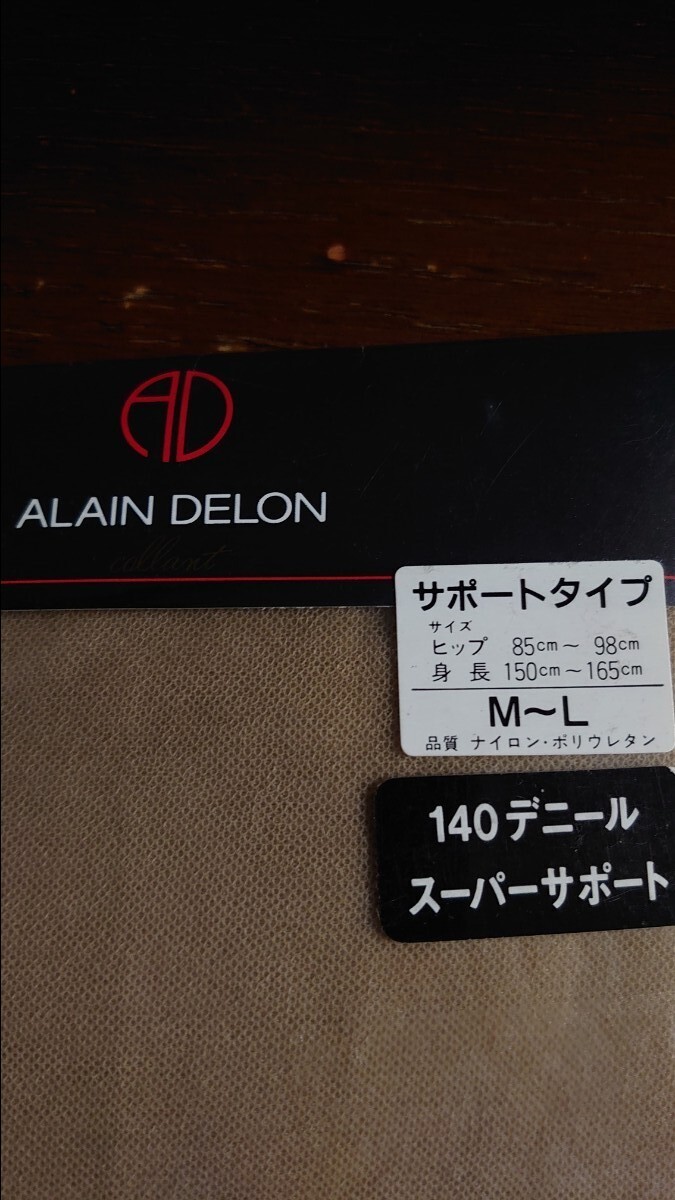 AD
ALAIN DELON
collant
サポートタイプ
サイズ
ヒップ 85cm〜 98cm
身 長 150cm〜165cm
M〜L
品質 ナイロン・ポリウレタン
140デニール
スーパーサポート